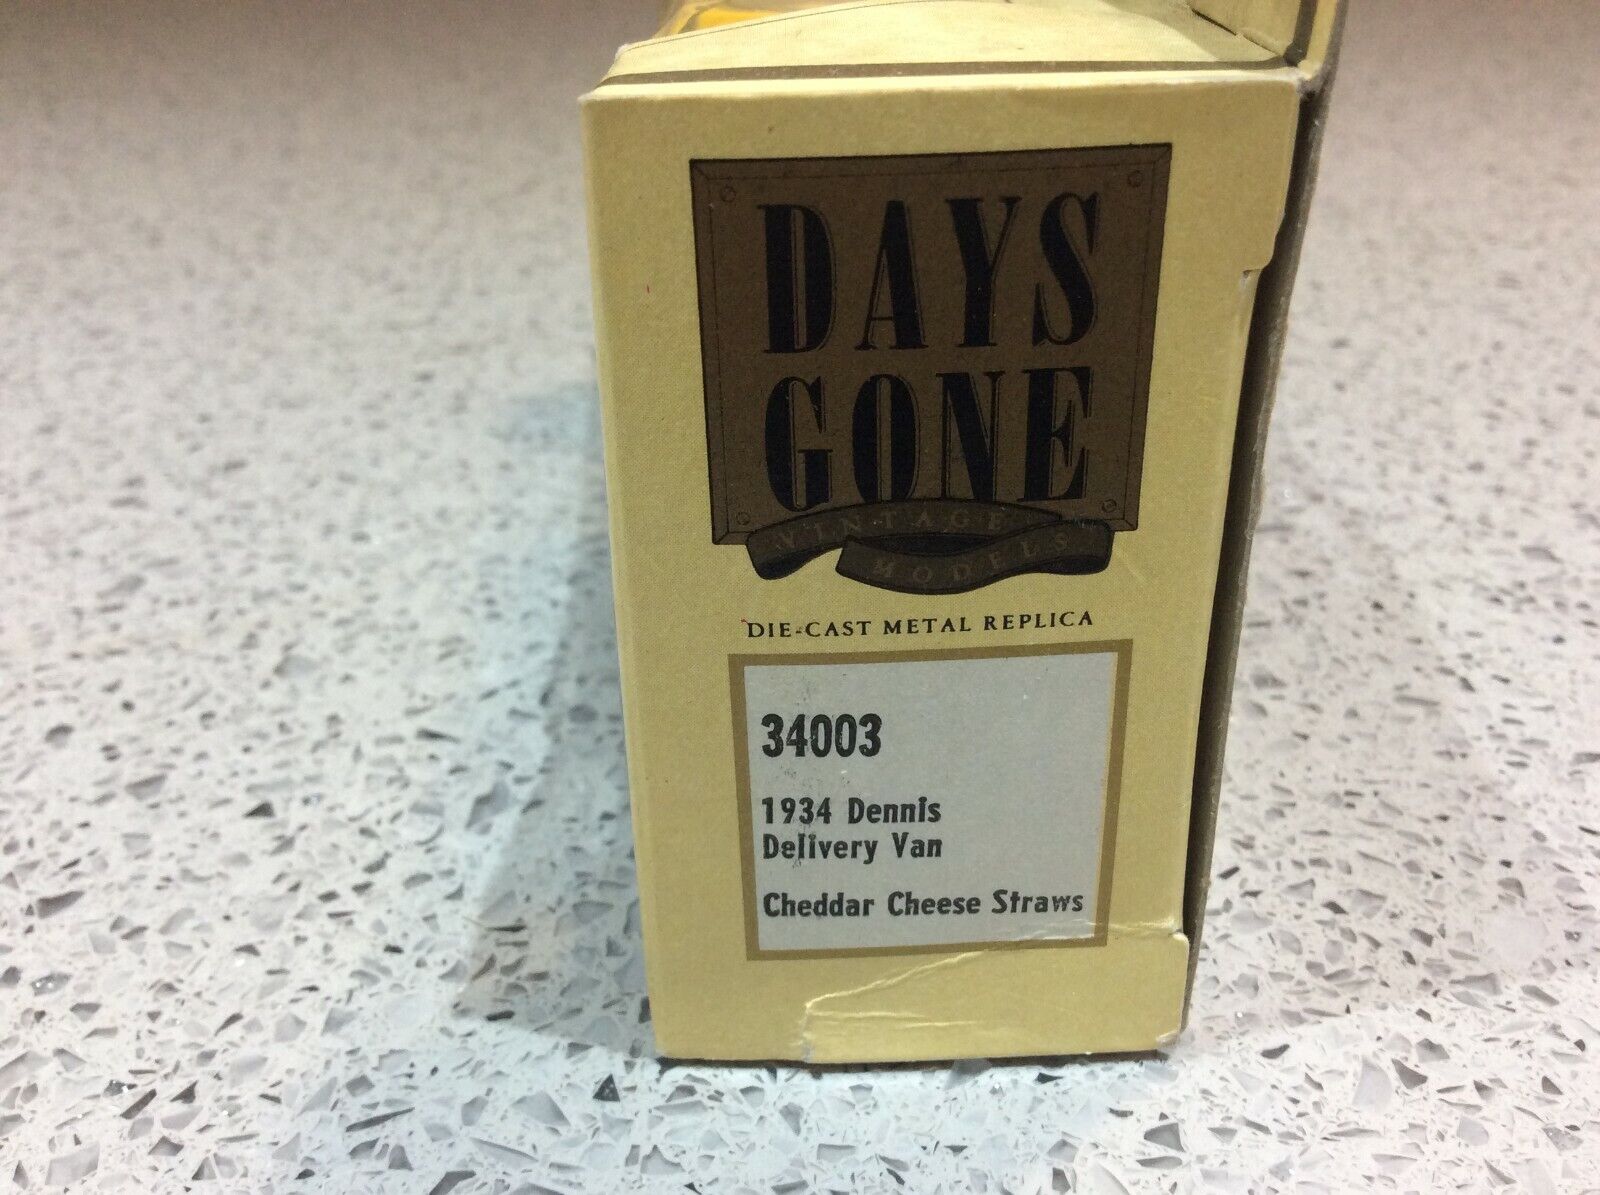 DAYS
GONE
VINTAGE
MODELS
DIE-CAST METAL REPLICA
34003
1934 Dennis
Delivery Van
Cheddar Cheese Straws